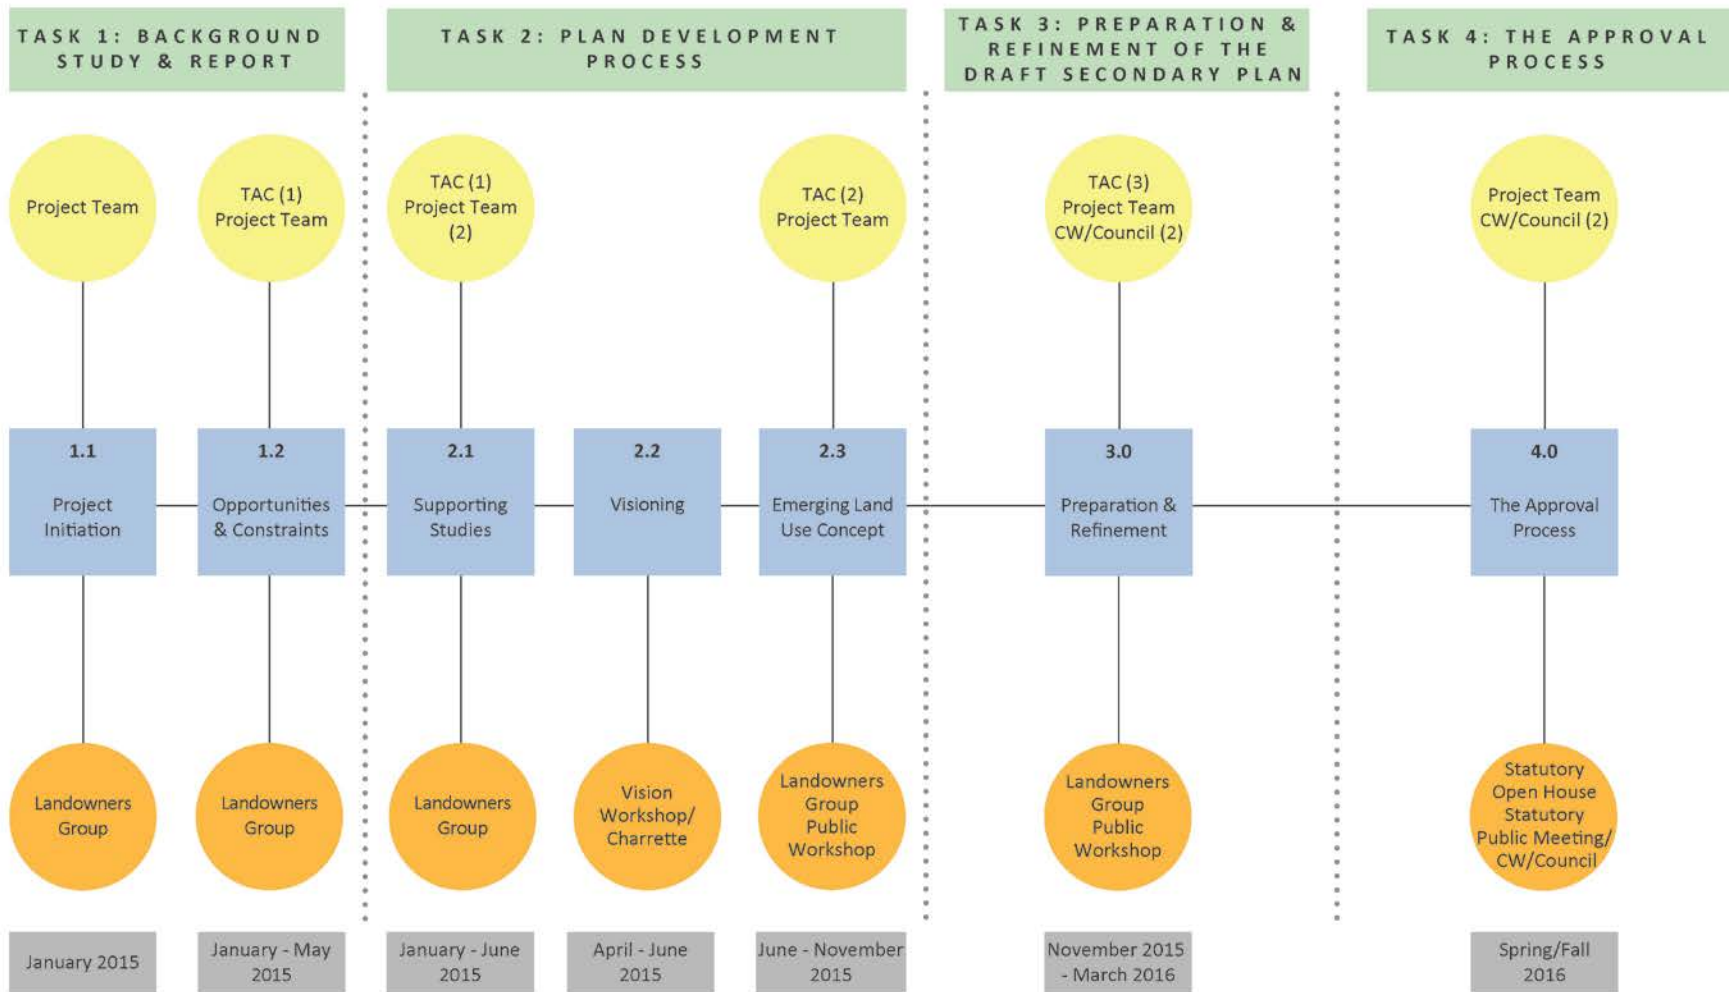 TASK 1: BACKGROUND
STUDY & REPORT
TASK 2: PLAN DEVELOPMENT
PROCESS
TASK 3: PREPARATION &
REFINEMENT OF THE
DRAFT SECONDARY PLAN
TASK 4: THE APPROVAL
PROCESS
Project Team
TAC (1)
Project Team
TAC (1)
Project Team
(2)
TAC (2)
Project Team
TAC (3)
Project Team
CW/Council (2)
Project Team
CW/Council (2)
1.1
Project
Initiation
1.2
Opportunities
& Constraints
2.1
Supporting
Studies
2.2
Visioning
2.3
Emerging Land
Use Concept
3.0
Preparation &
Refinement
4.0
The Approval
Process
Landowners
Group
Landowners
Group
Landowners
Group
Vision
Workshop/
Charrette
Landowners
Group
Public
Workshop
Landowners
Group
Public
Workshop
Statutory
Open House
Statutory
Public Meeting/
CW/Council
January 2015
January - May
2015
January - June
2015
April - June
2015
June - November
2015
November 2015
- March 2016
Spring/Fall
2016